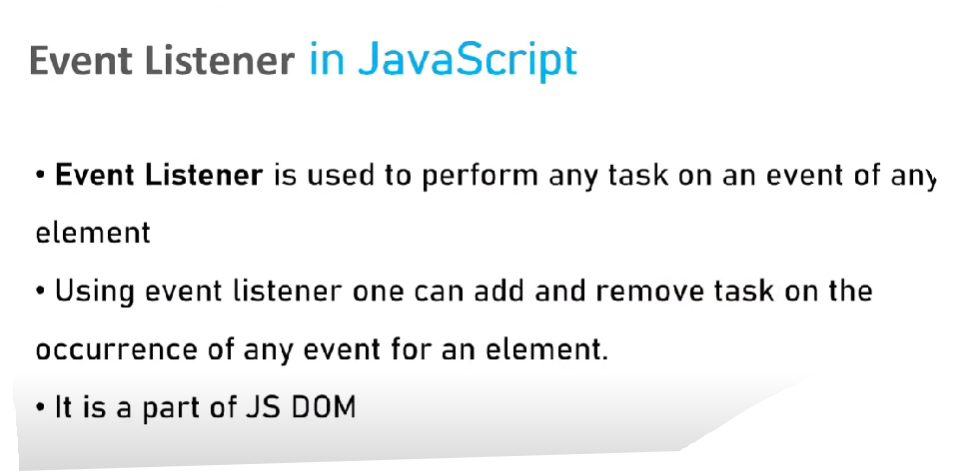 Event Listener in JavaScript
• Event Listener is used to perform any task on an event of any
element
• Using event listener one can add and remove task on the
occurrence of any event for an element.
• It is a part of JS DOM